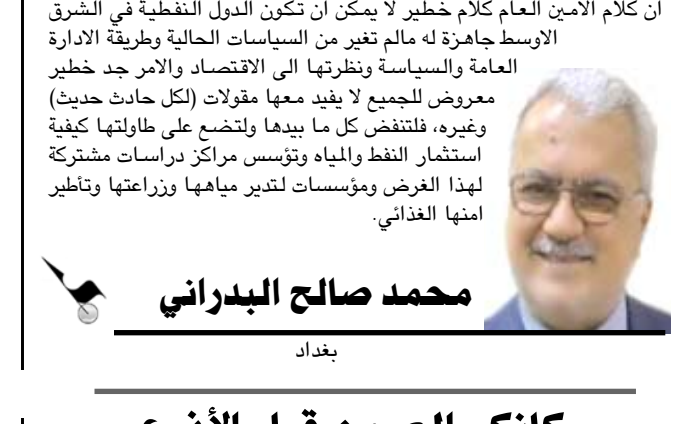 ان كلام الامين العام كلام خطير لا يمكن ان تكون الدول النفطية في الشرق
الاوسط جاهزة له مالم تغير من السياسات الحالية وطريقة الادارة
العامة والسياسة ونظرتها الى الاقتصاد والامر جد خطير
معروض للجميع لا يفيد معها مقولات (لكل حادث حديث)
وغيره، فلتنفض كل ما بيدها ولتضع على طاولتها كيفية
استثمار النفط والمياه وتؤسس مراكز دراسات مشتركة
لهذا الغرض ومؤسسات لتدير مياهها وزراعتها وتأطير
امنها الغذائي.
محمد صالح البدراني
بغداد